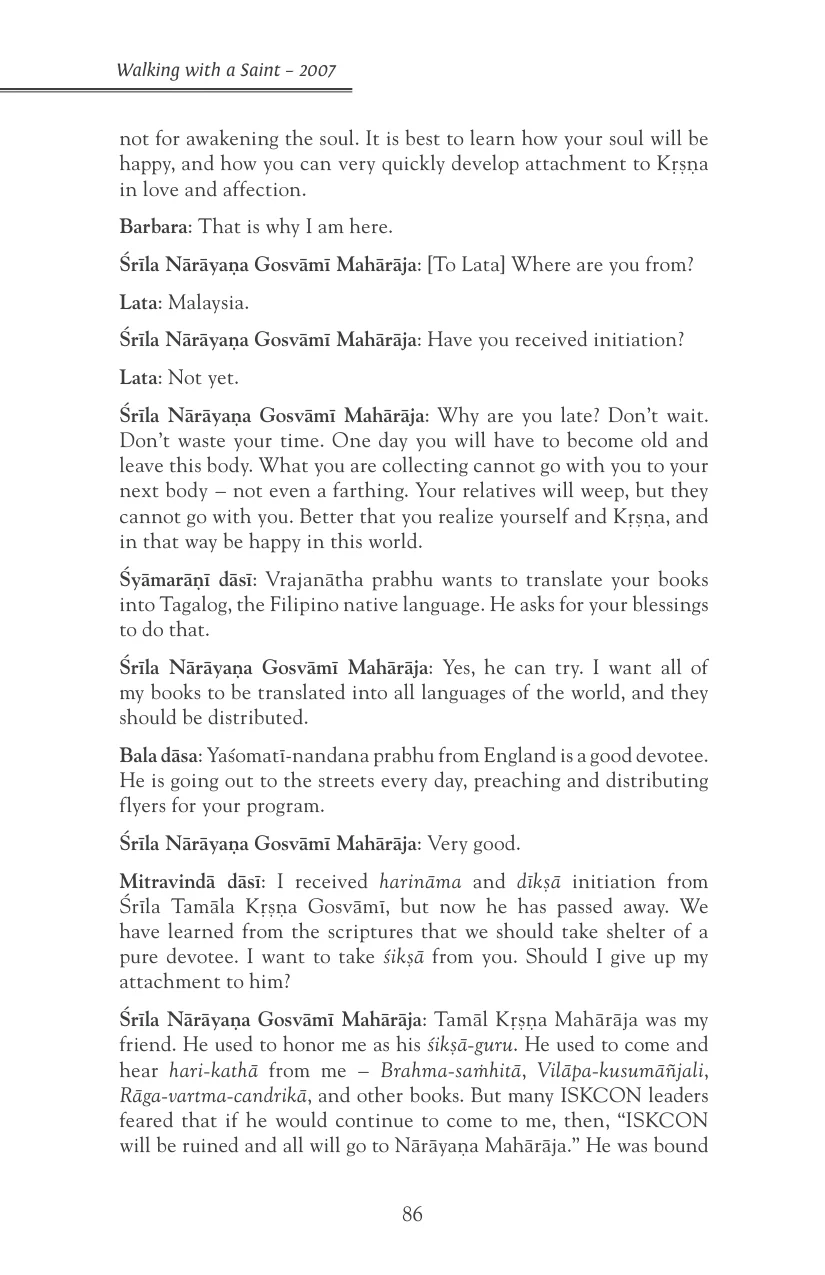 Walking with a Saint – 2007
not for awakening the soul. It is best to learn how your soul will be
happy, and how you can very quickly develop attachment to Kṛṣṇa
in love and affection.
Barbara: That is why I am here.
Śrīla Nārāyaṇa Gosvāmī Mahārāja: [To Lata] Where are you from?
Lata: Malaysia.
Śrīla Nārāyaṇa Gosvāmī Mahārāja: Have you received initiation?
Lata: Not yet.
Śrīla Nārāyaṇa Gosvāmī Mahārāja: Why are you late? Don’t wait.
Don’t waste your time. One day you will have to become old and
leave this body. What you are collecting cannot go with you to your
next body – not even a farthing. Your relatives will weep, but they
cannot go with you. Better that you realize yourself and Kṛṣṇa, and
in that way be happy in this world.
Śyāmarāṇī dāsī: Vrajanātha prabhu wants to translate your books
into Tagalog, the Filipino native language. He asks for your blessings
to do that.
Śrīla Nārāyaṇa Gosvāmī Mahārāja: Yes, he can try. I want all of
my books to be translated into all languages of the world, and they
should be distributed.
Bala dāsa: Yaśomatī-nandana prabhu from England is a good devotee.
He is going out to the streets every day, preaching and distributing
flyers for your program.
Śrīla Nārāyaṇa Gosvāmī Mahārāja: Very good.
Mitravindā dāsī: I received harināma and dīkṣā initiation from
Śrīla Tamāla Kṛṣṇa Gosvāmī, but now he has passed away. We
have learned from the scriptures that we should take shelter of a
pure devotee. I want to take śikṣā from you. Should I give up my
attachment to him?
Śrīla Nārāyaṇa Gosvāmī Mahārāja: Tamāl Kṛṣṇa Mahārāja was my
friend. He used to honor me as his śikṣā-guru. He used to come and
hear hari-kathā from me – Brahma-saṁhitā, Vilāpa-kusumāñjali,
Rāga-vartma-candrikā, and other books. But many ISKCON leaders
feared that if he would continue to come to me, then, “ISKCON
will be ruined and all will go to Nārāyaṇa Mahārāja.” He was bound
86